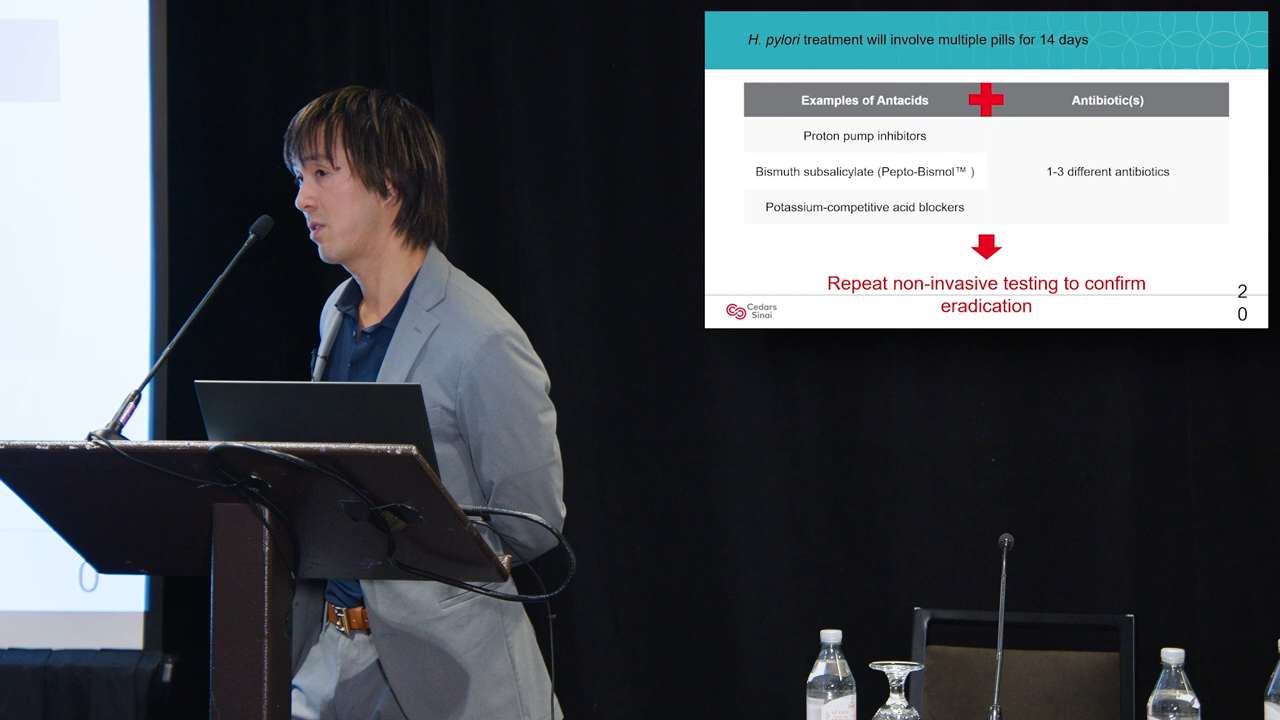 H. pylori treatment will involve multiple pills for 14 days
Examples of Antacids
Antibiotic(s)
Proton pump inhibitors
Bismuth subsalicylate (Pepto-Bismol™ )
1-3 different antibiotics
Potassium-competitive acid blockers
Repeat non-invasive testing to confirm
eradication
Cedars
Sinai
2
0
0